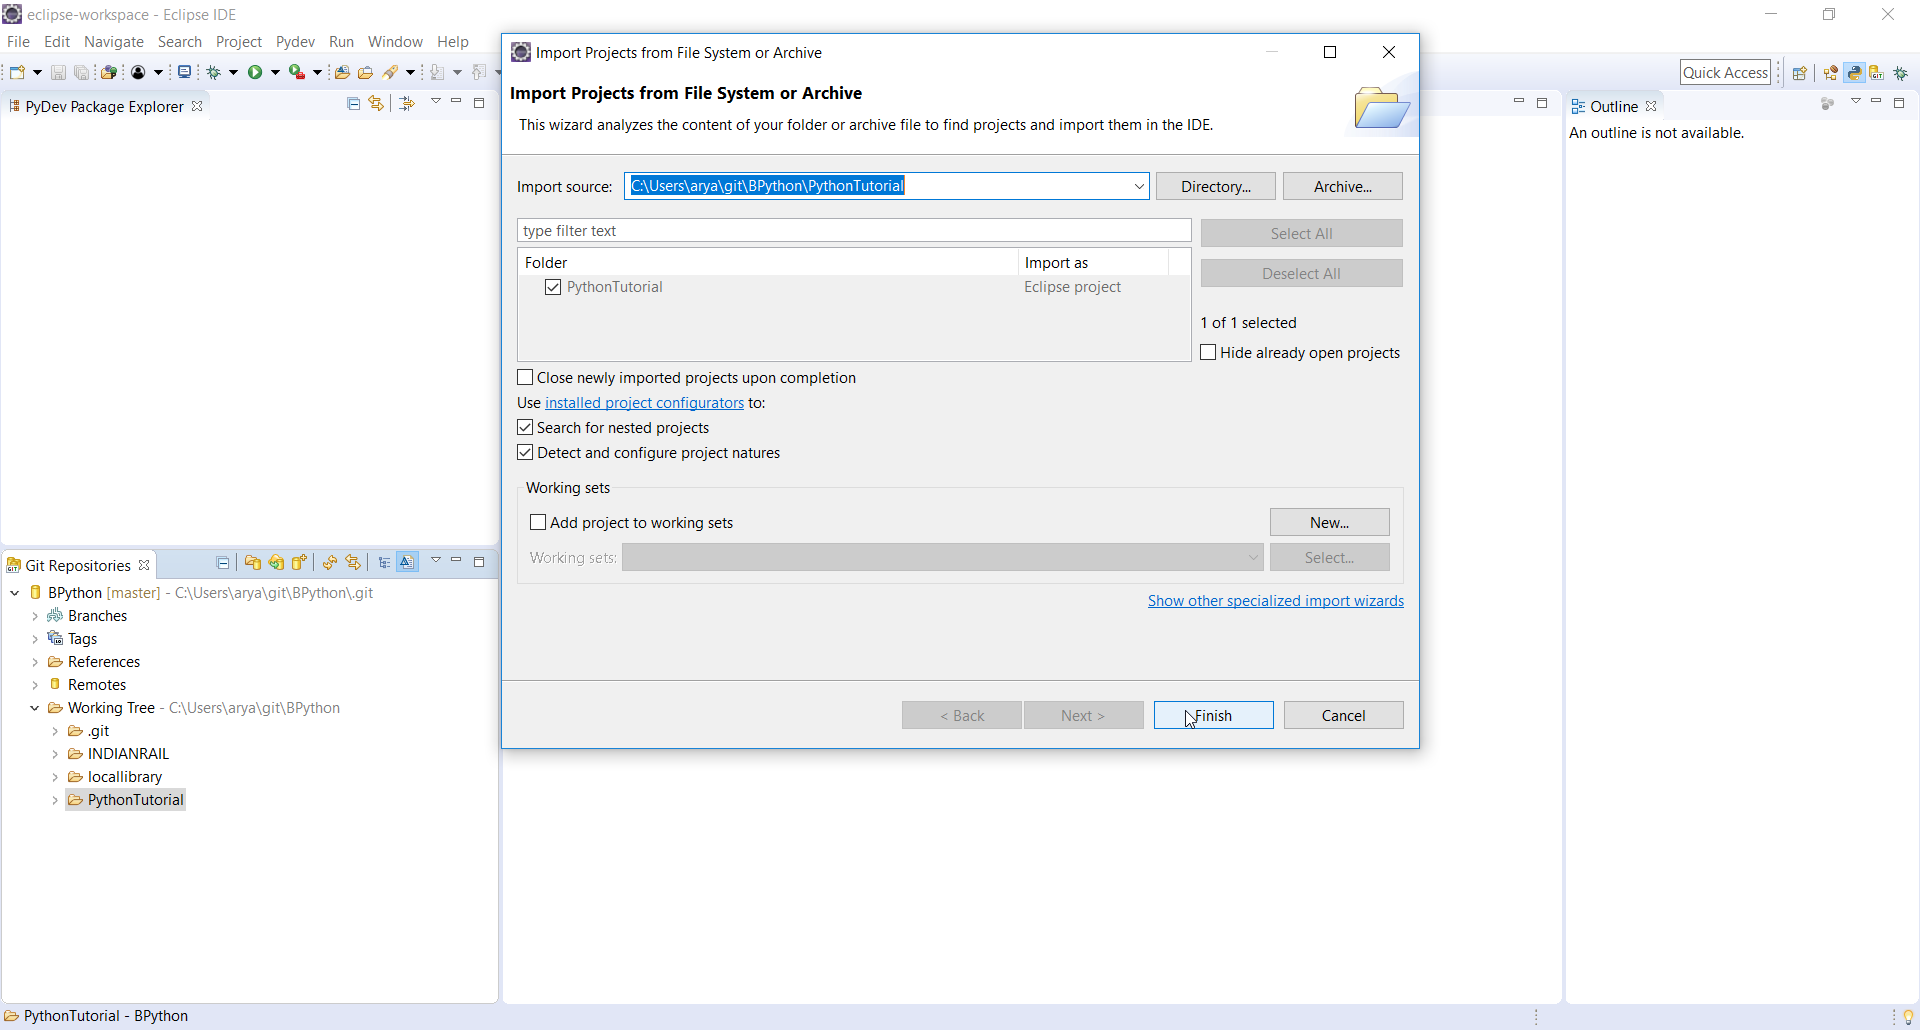 eclipse-workspace - Eclipse IDE
File Edit Navigate Search Project Pydev Run Window Help
Quick Access
PyDev Package Explorer
Import Projects from File System or Archive
Import Projects from File System or Archive
This wizard analyzes the content of your folder or archive file to find projects and import them in the IDE.
Import source: C:\Users\arya\git\BPython\PythonTutorial Directory... Archive...
type filter text Select All
Folder Import as
Deselect All
PythonTutorial Eclipse project
1 of 1 selected
Hide already open projects
Close newly imported projects upon completion
Use installed project configurators to:
Search for nested projects
Detect and configure project natures
Working sets
Add project to working sets New...
Working sets: Select...
Show other specialized import wizards
< Back Next > Finish Cancel
Outline
An outline is not available.
Git Repositories
BPython [master] - C:\Users\arya\git\BPython\.git
Branches
Tags
References
Remotes
Working Tree - C:\Users\arya\git\BPython
.git
INDIANRAIL
locallibrary
PythonTutorial
PythonTutorial - BPython